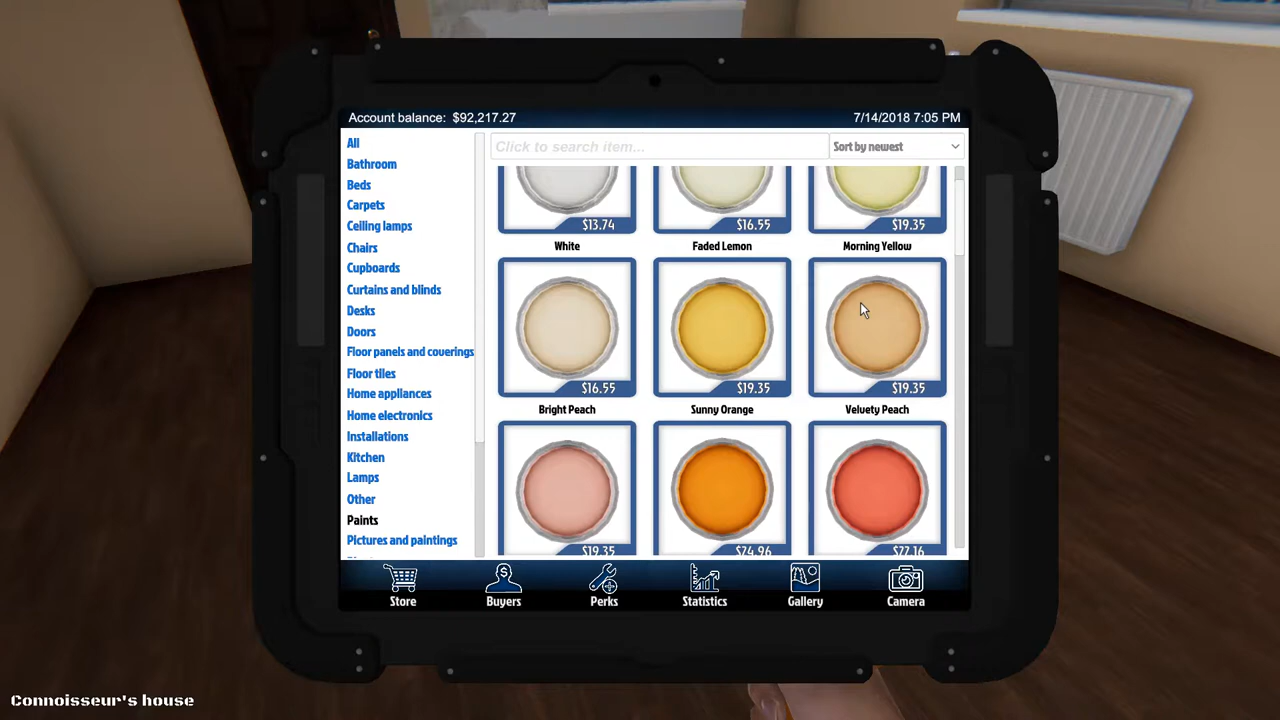 Account balance: $92,217.27
7/14/2018 7:05 PM
All
Bathroom
Beds
Carpets
Ceiling lamps
Chairs
Cupboards
Curtains and blinds
Desks
Doors
Floor panels and coverings
Floor tiles
Home appliances
Home electronics
Installations
Kitchen
Lamps
Other
Paints
Pictures and paintings
Click to search item...
Sort by newest
$13.74
$16.55
$19.35
White
Faded Lemon
Morning Yellow
$16.55
$19.35
$19.35
Bright Peach
Sunny Orange
Velvety Peach
$19.35
$24.96
$22.16
Store
Buyers
Perks
Statistics
Gallery
Camera
Connoisseur's house